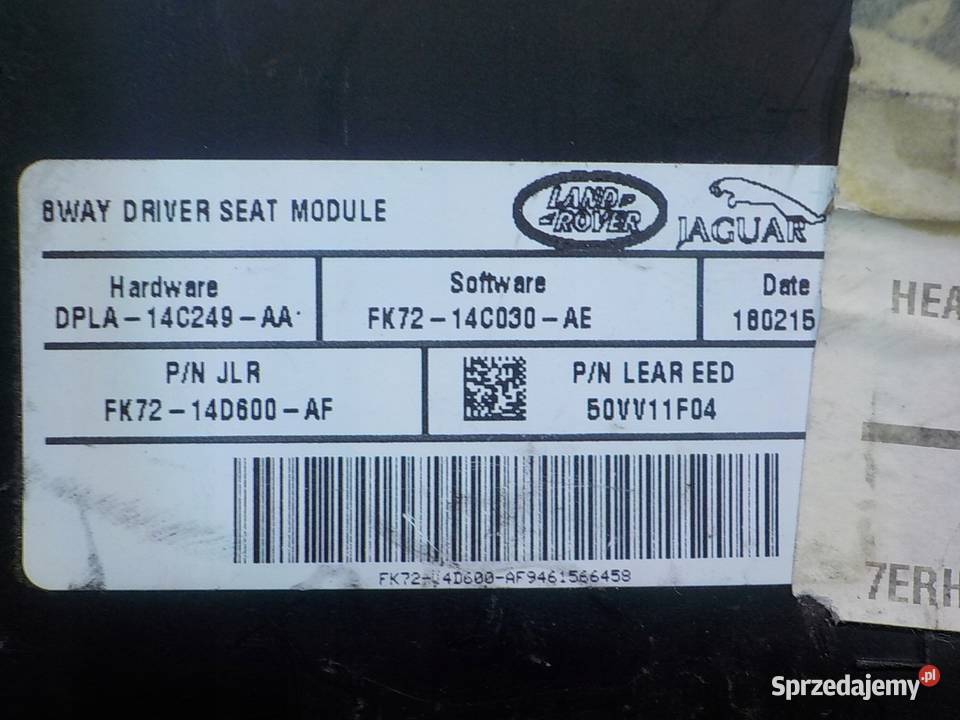 8WAY DRIVER SEAT MODULE
LAND ROVER
JAGUAR
Hardware
DPLA-14C249-AA
Software
FK72-14C030-AE
Date
180215
P/N JLR
FK72-14D600-AF
P/N LEAR EED
50VV11F04
FK72-14D600-AF9461566458
HEA
7ERH
Sprzedajemy.pl